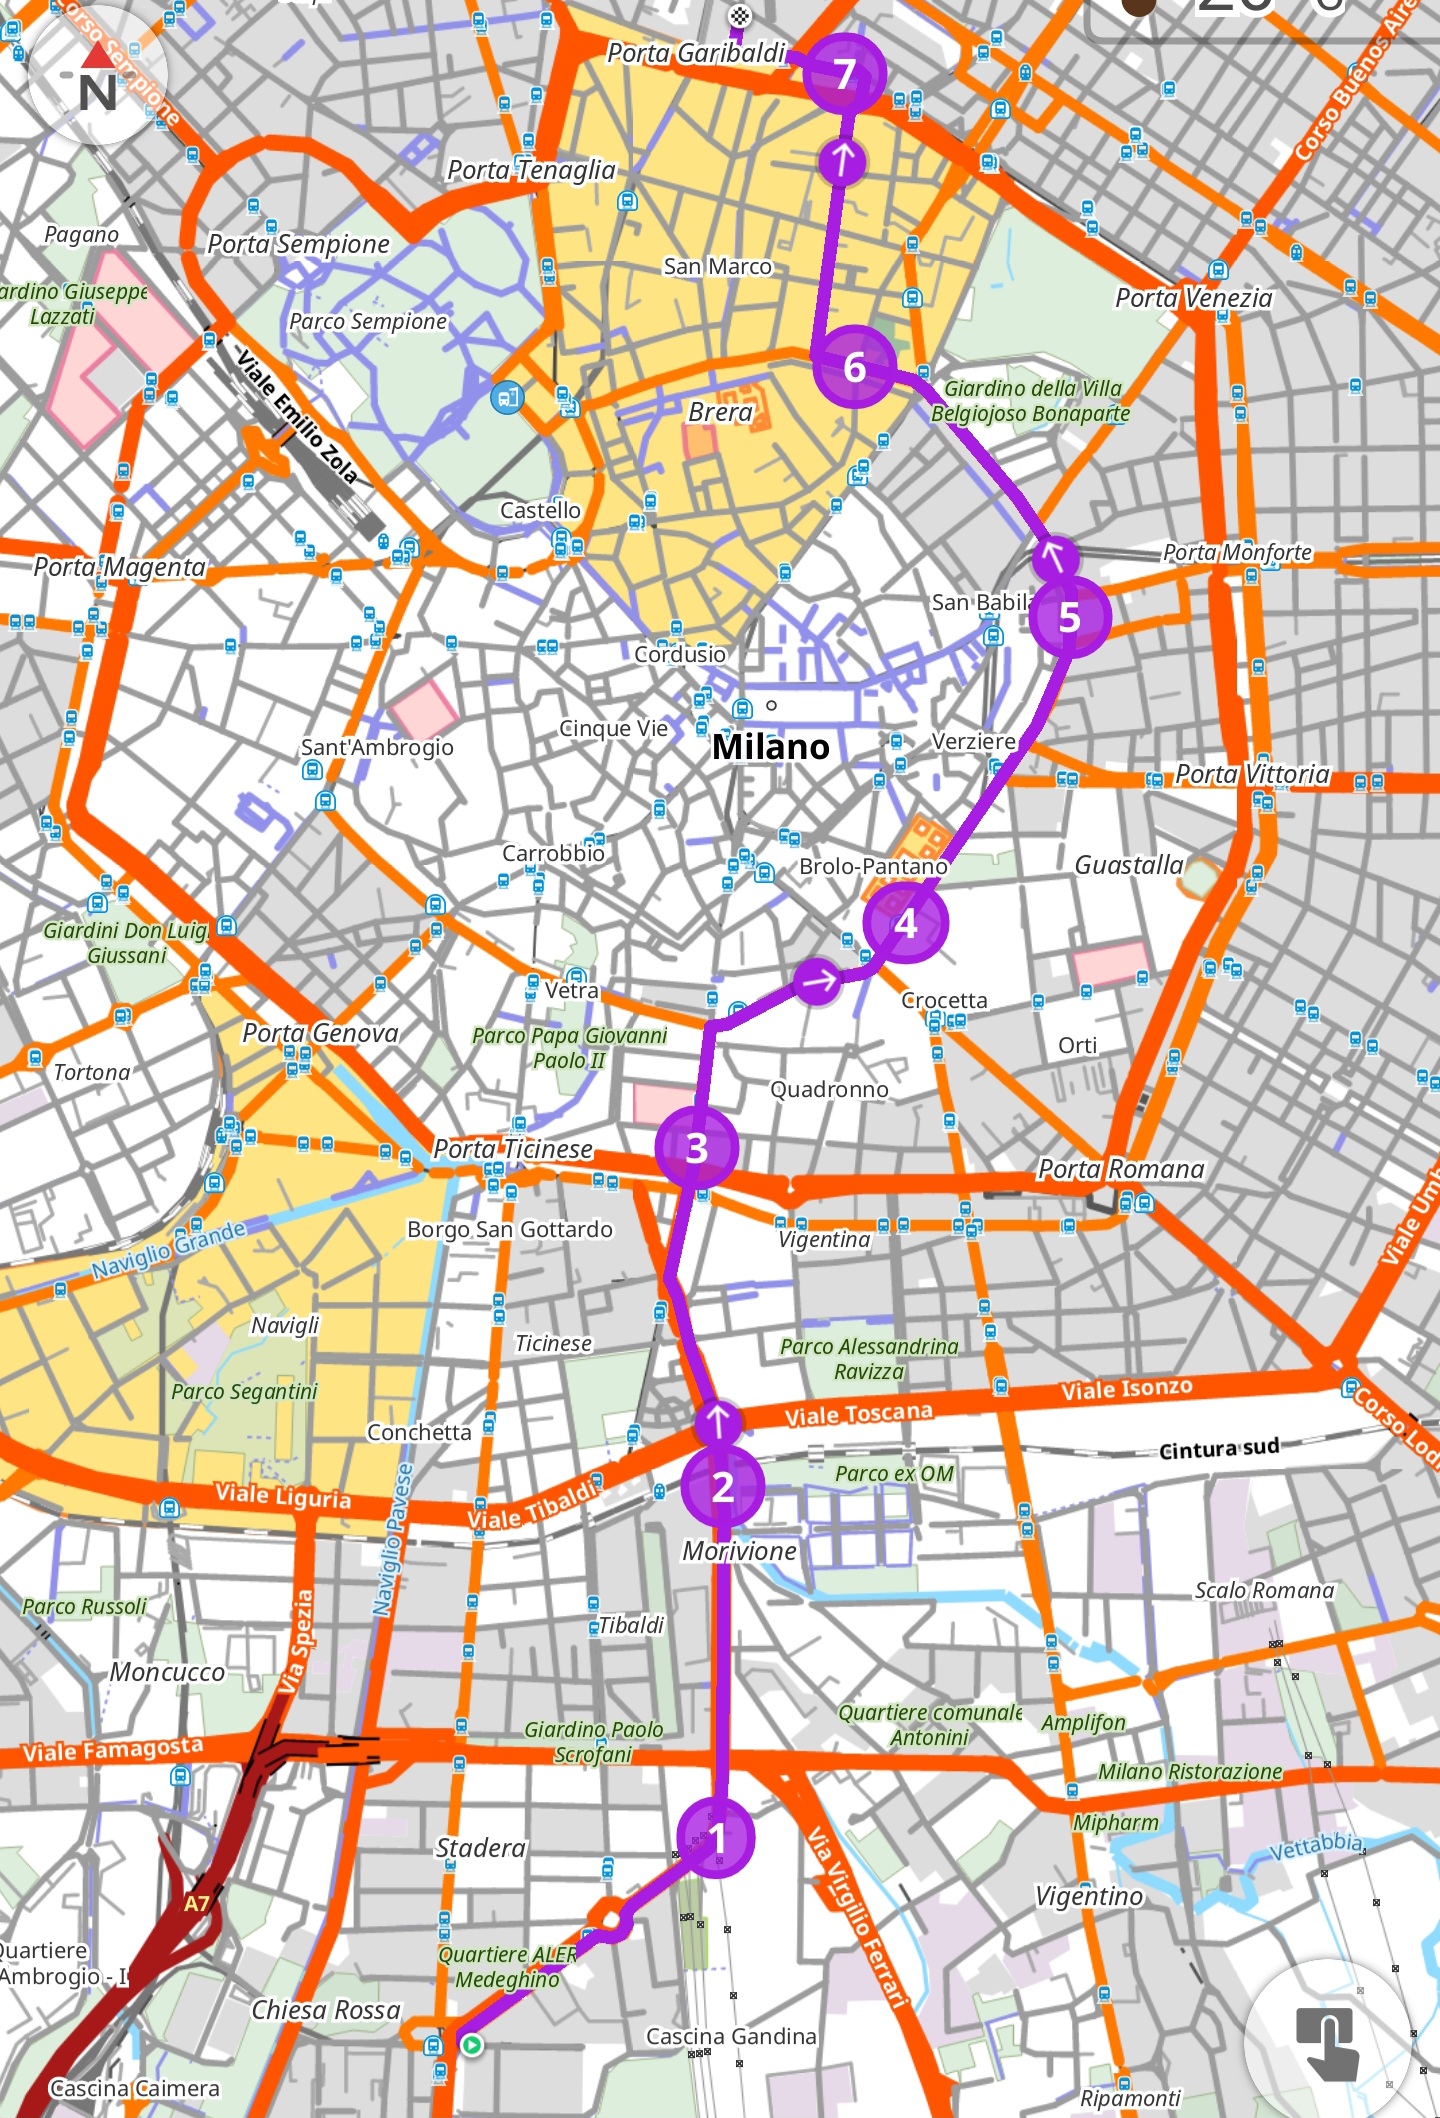 Corso Sempione
N
Porta Garibaldi
7
Corso Buenos Aire
Porta Tenaglia
Pagano
Porta Sempione
San Marco
ardino Giuseppe
Lazzati
Parco Sempione
Porta Venezia
Viale Emilio Zola
6
Giardino della Villa
Belgiojoso Bonaparte
Brera
Castello
Porta Magenta
Porta Monforte
San Babila
5
Cordusio
Cinque Vie
Sant'Ambrogio
Milano
Verziere
Porta Vittoria
Carrobbio
Brolo-Pantano
Guastalla
4
Giardini Don Luig
Giussani
Vetra
Crocetta
Porta Genova
Parco Papa Giovanni
Paolo II
Orti
Tortona
Quadronno
3
Porta Ticinese
Porta Romana
Viale Umb
Borgo San Gottardo
Vigentina
Naviglio Grande
Navigli
Ticinese
Parco Alessandrina
Ravizza
Parco Segantini
Viale Isonzo
Viale Toscana
Corso Lodi
Conchetta
Cintura sud
Parco ex OM
2
Viale Liguria
Viale Tibaldi
Naviglio Pavese
Morivione
Scalo Romana
Parco Russoli
Tibaldi
Via Spezia
Moncucco
Giardino Paolo
Scrofani
Quartiere comunale
Antonini
Amplifon
Viale Famagosta
Milano Ristorazione
Mipharm
1
Stadera
Via Virgilio Ferrari
Vettabbia
Vigentino
A7
Quartiere
Ambrogio - I
Quartiere ALER
Medeghino
Chiesa Rossa
Cascina Gandina
Cascina Caimera
Ripamonti